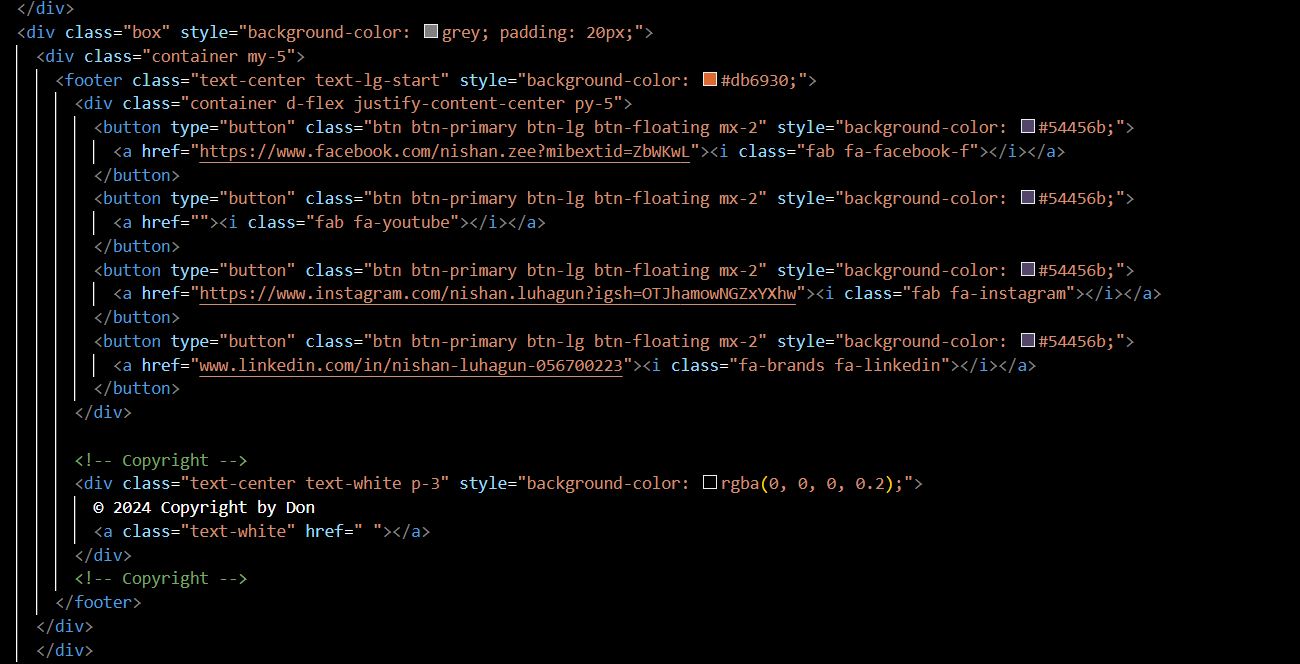 </div>
<div class="box" style="background-color: grey; padding: 20px;">
<div class="container my-5">
<footer class="text-center text-lg-start" style="background-color: #db6930;">
<div class="container d-flex justify-content-center py-5">
<button type="button" class="btn btn-primary btn-lg btn-floating mx-2" style="background-color: #54456b;">
<a href="https://www.facebook.com/nishan.zee?mibextid=ZbWKwL"><i class="fab fa-facebook-f"></i></a>
</button>
<button type="button" class="btn btn-primary btn-lg btn-floating mx-2" style="background-color: #54456b;">
<a href=""><i class="fab fa-youtube"></i></a>
</button>
<button type="button" class="btn btn-primary btn-lg btn-floating mx-2" style="background-color: #54456b;">
<a href="https://www.instagram.com/nishan.luhagun?igsh=OTJhamowNGZxYXhw"><i class="fab fa-instagram"></i></a>
</button>
<button type="button" class="btn btn-primary btn-lg btn-floating mx-2" style="background-color: #54456b;">
<a href="www.linkedin.com/in/nishan-luhagun-056700223"><i class="fa-brands fa-linkedin"></i></a>
</button>
</div>
<!-- Copyright -->
<div class="text-center text-white p-3" style="background-color: rgba(0, 0, 0, 0.2);">
© 2024 Copyright by Don
<a class="text-white" href=" "></a>
</div>
<!-- Copyright -->
</footer>
</div>
</div>